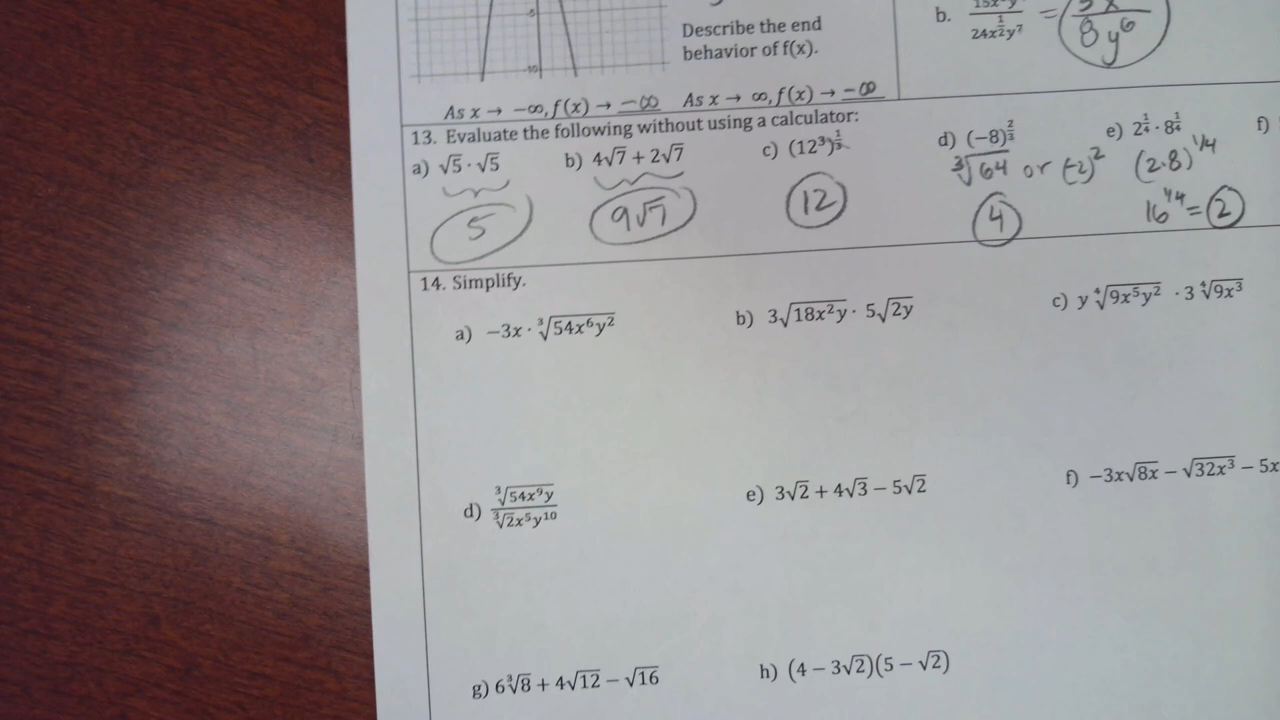 -5
-10
Describe the end
behavior of f(x).
As x → −∞, f(x) → −∞ As x → ∞, f(x) → −∞
b. 24x^{1/2}y⁷ = 8y⁶
13. Evaluate the following without using a calculator:
a) √5 · √5 b) 4√7 + 2√7 c) (12³)^{1/3} d) (−8)^{2/3} e) 2^{1/4} · 8^{1/4} f)
∛64 or (-2)² (2·8)^{1/4}
5 9√7 12 4 16^{1/4} = 2
14. Simplify.
a) −3x · ∛(54x⁶y²) b) 3√(18x²y) · 5√(2y) c) y ∜(9x⁵y²) · 3 ∜(9x³)
d) ∛(54x⁹y) / ∛2x⁵y¹⁰ e) 3√2 + 4√3 − 5√2 f) −3x√(8x) − √(32x³) − 5x
g) 6∛8 + 4√12 − √16 h) (4 − 3√2)(5 − √2)